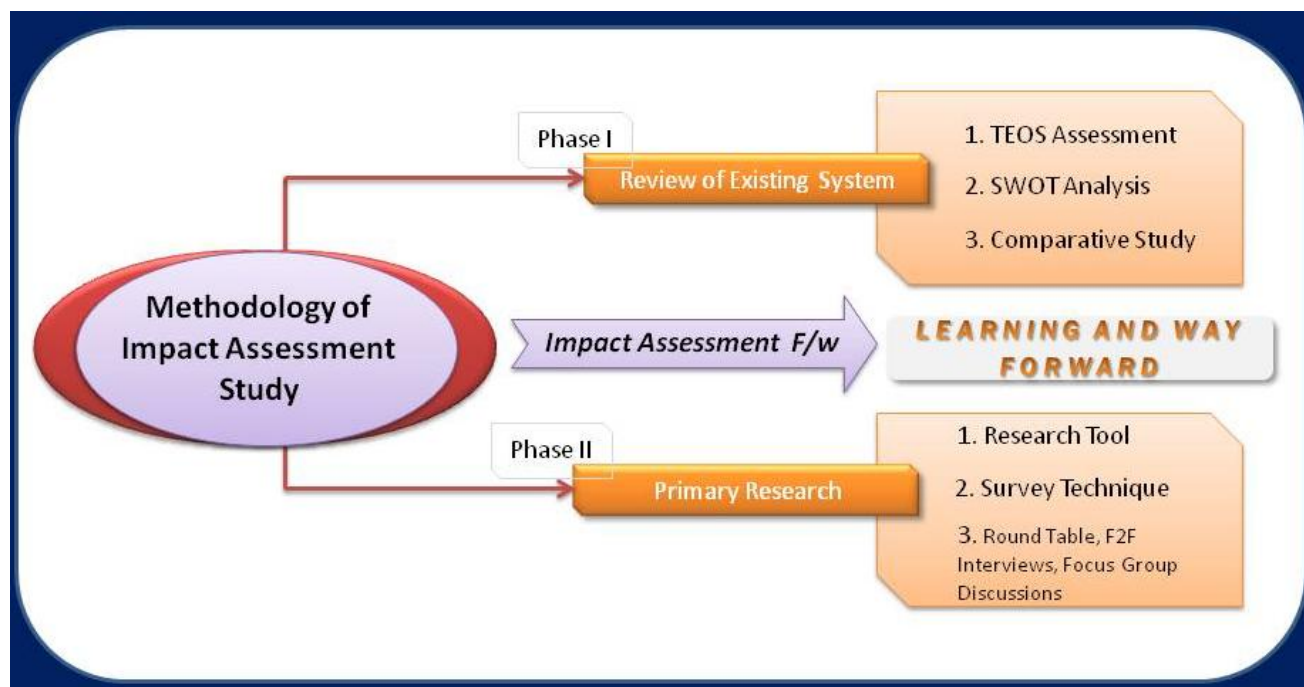 Phase I
Review of Existing System
1. TEOS Assessment
2. SWOT Analysis
3. Comparative Study
Methodology of
Impact Assessment
Study
Impact Assessment F/w
LEARNING AND WAY
FORWARD
Phase II
Primary Research
1. Research Tool
2. Survey Technique
3. Round Table, F2F
Interviews, Focus Group
Discussions